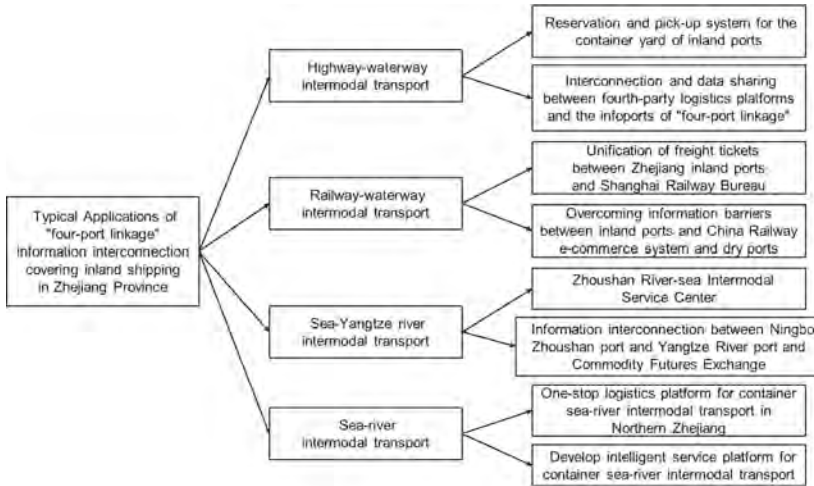 Typical Applications of
"four-port linkage"
information interconnection
covering inland shipping
in Zhejiang Province
Highway-waterway
intermodal transport
Reservation and pick-up system for the
container yard of inland ports
Interconnection and data sharing
between fourth-party logistics platforms
and the infoports of "four-port linkage"
Railway-waterway
intermodal transport
Unification of freight tickets
between Zhejiang inland ports
and Shanghai Railway Bureau
Overcoming information barriers
between inland ports and China Railway
e-commerce system and dry ports
Sea-Yangtze river
intermodal transport
Zhoushan River-sea Intermodal
Service Center
Information interconnection between Ningbo
Zhoushan port and Yangtze River port and
Commodity Futures Exchange
Sea-river
intermodal transport
One-stop logistics platform for container
sea-river intermodal transport in
Northern Zhejiang
Develop intelligent service platform for
container sea-river intermodal transport